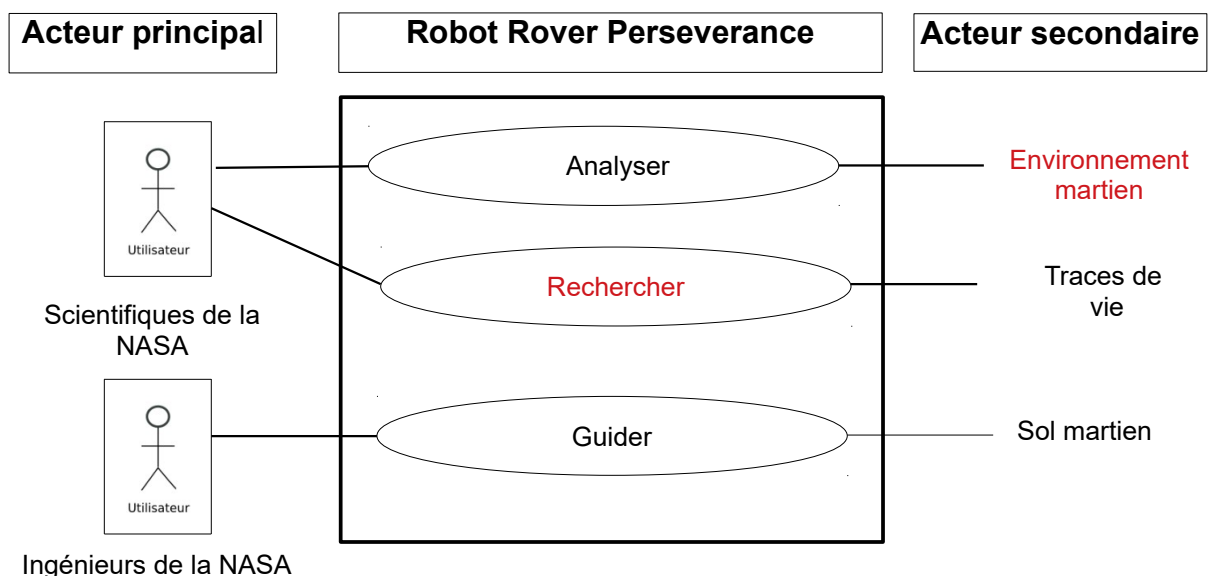 Acteur principal
Robot Rover Perseverance
Acteur secondaire
Utilisateur
Scientifiques de la
NASA
Analyser
Environnement
martien
Rechercher
Traces de
vie
Utilisateur
Ingénieurs de la NASA
Guider
Sol martien